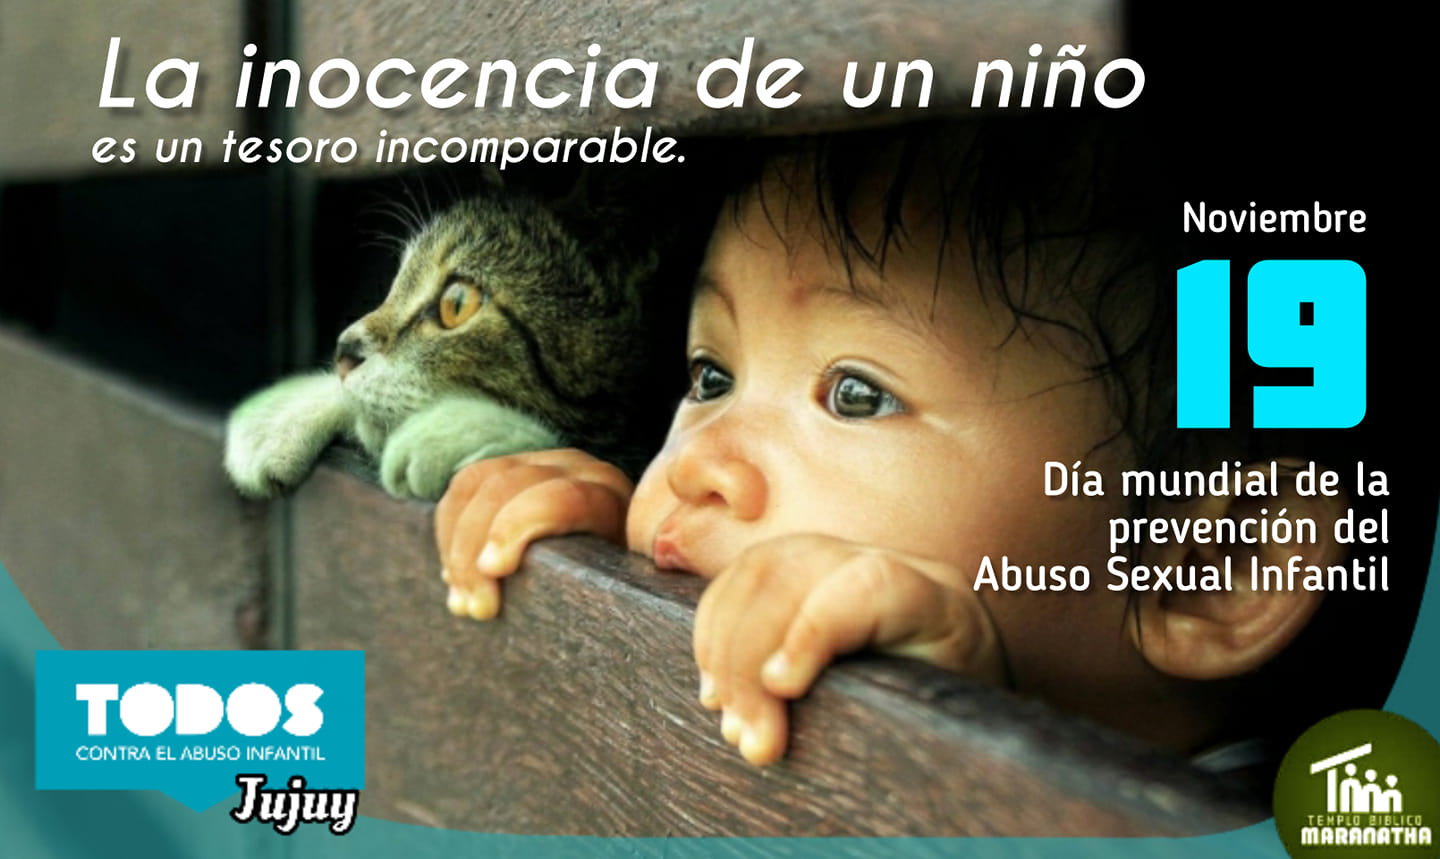 La inocencia de un niño
es un tesoro incomparable.
Noviembre
19
Día mundial de la
prevención del
Abuso Sexual Infantil
TODOS
CONTRA EL ABUSO INFANTIL
Jujuy
TEMPLO BIBLICO
MARANATHA